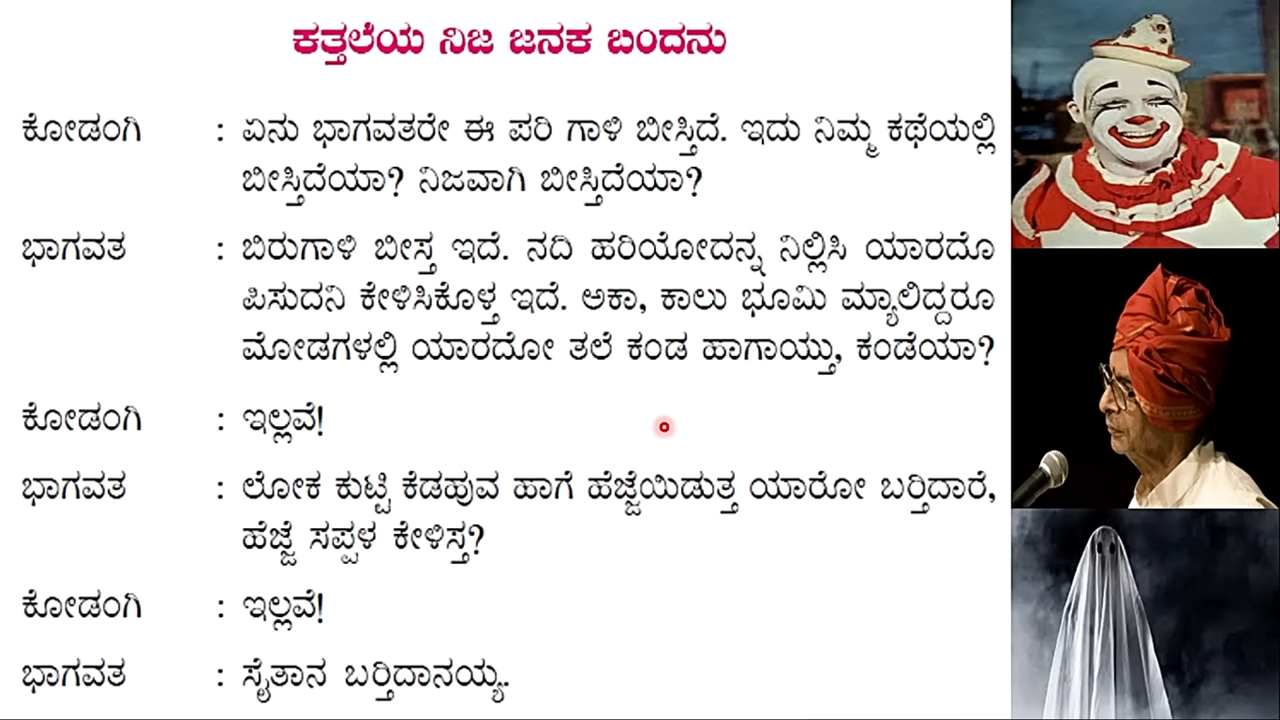 ಕತ್ತಲೆಯ ನಿಜ ಜನಕ ಬಂದನು
ಕೋಡಂಗಿ : ಏನು ಭಾಗವತರೇ ಈ ಪರಿ ಗಾಳಿ ಬೀಸ್ತಿದೆ. ಇದು ನಿಮ್ಮ ಕಥೆಯಲ್ಲಿ
ಬೀಸ್ತಿದೆಯಾ? ನಿಜವಾಗಿ ಬೀಸ್ತಿದೆಯಾ?
ಭಾಗವತ : ಬಿರುಗಾಳಿ ಬೀಸ್ತ ಇದೆ. ನದಿ ಹರಿಯೋದನ್ನ ನಿಲ್ಲಿಸಿ ಯಾರದೊ
ಪಿಸುದನಿ ಕೇಳಿಸಿಕೊಳ್ತ ಇದೆ. ಅಕಾ, ಕಾಲು ಭೂಮಿ ಮ್ಯಾಲಿದ್ದರೂ
ಮೋಡಗಳಲ್ಲಿ ಯಾರದೋ ತಲೆ ಕಂಡ ಹಾಗಾಯ್ತು, ಕಂಡೆಯಾ?
ಕೋಡಂಗಿ : ಇಲ್ಲವೆ!
ಭಾಗವತ : ಲೋಕ ಕುಟ್ಟಿ ಕೆಡಹುವ ಹಾಗೆ ಹೆಜ್ಜೆಯಿಡುತ್ತ ಯಾರೋ ಬರ‍್ತಿದಾರೆ,
ಹೆಜ್ಜೆ ಸಪ್ಪಳ ಕೇಳಿಸ್ತ?
ಕೋಡಂಗಿ : ಇಲ್ಲವೆ!
ಭಾಗವತ : ಸೈತಾನ ಬರ‍್ತಿದಾನಯ್ಯ.